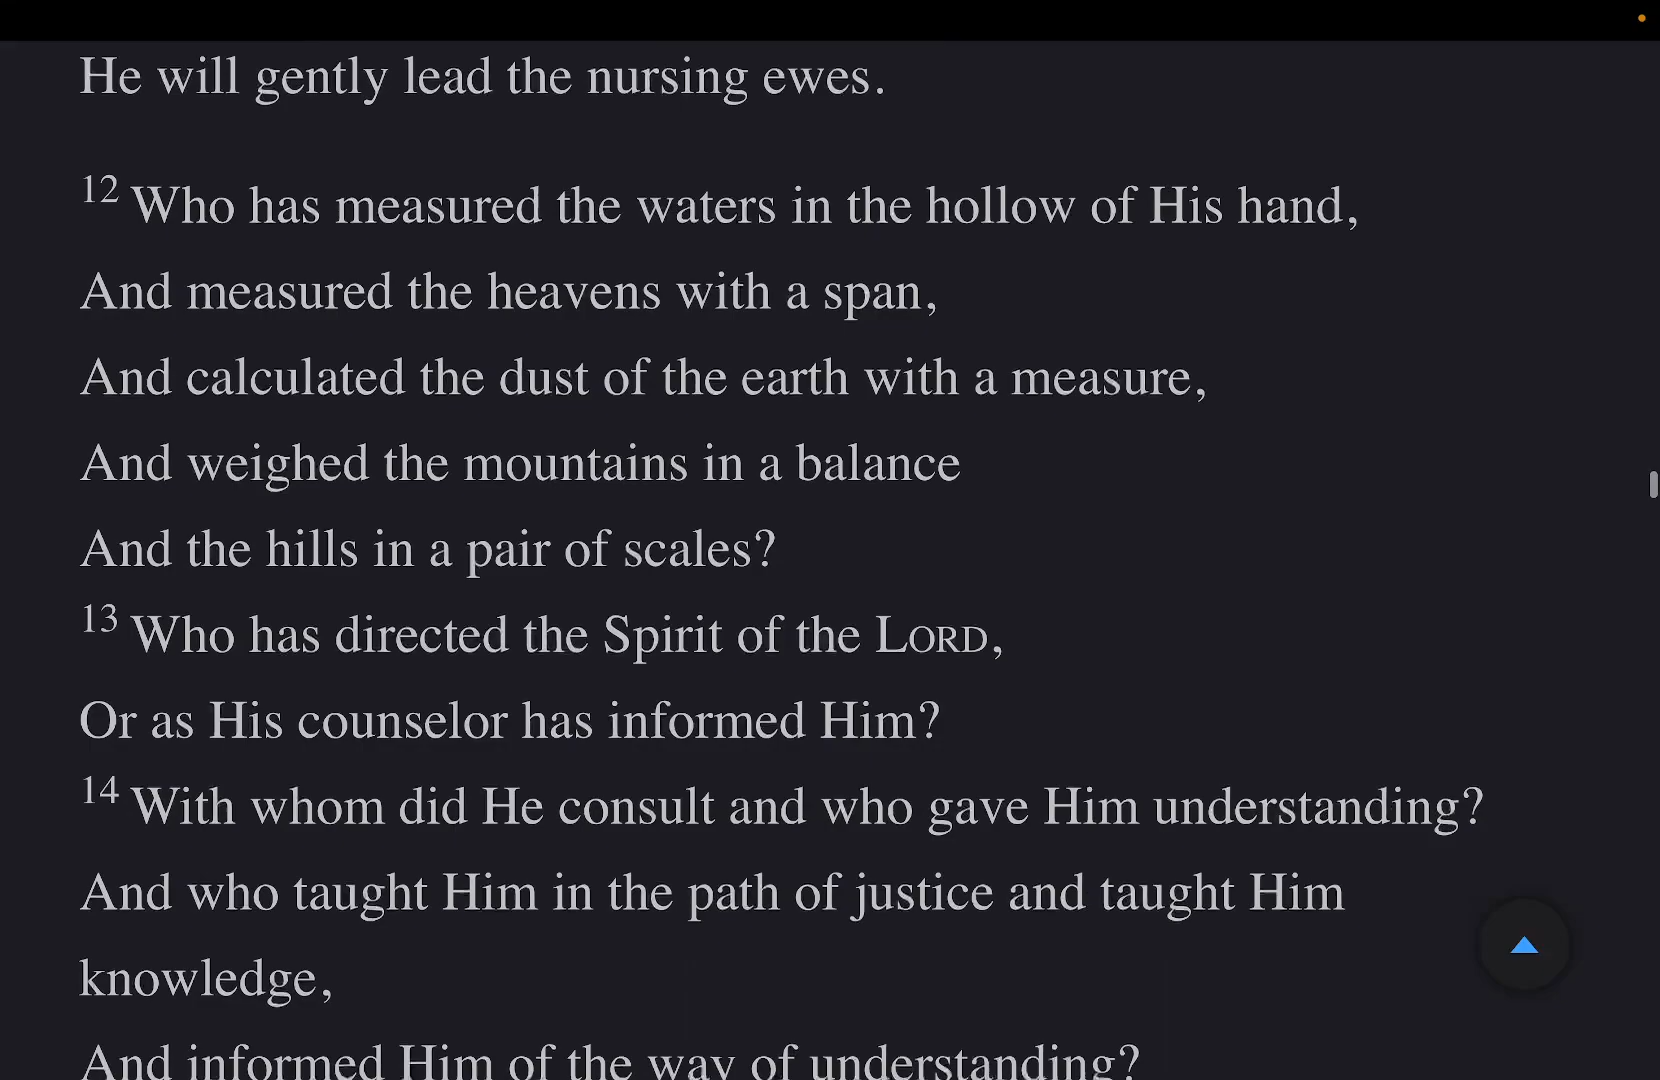 He will gently lead the nursing ewes.
12 Who has measured the waters in the hollow of His hand,
And measured the heavens with a span,
And calculated the dust of the earth with a measure,
And weighed the mountains in a balance
And the hills in a pair of scales?
13 Who has directed the Spirit of the LORD,
Or as His counselor has informed Him?
14 With whom did He consult and who gave Him understanding?
And who taught Him in the path of justice and taught Him
knowledge,
And informed Him of the way of understanding?